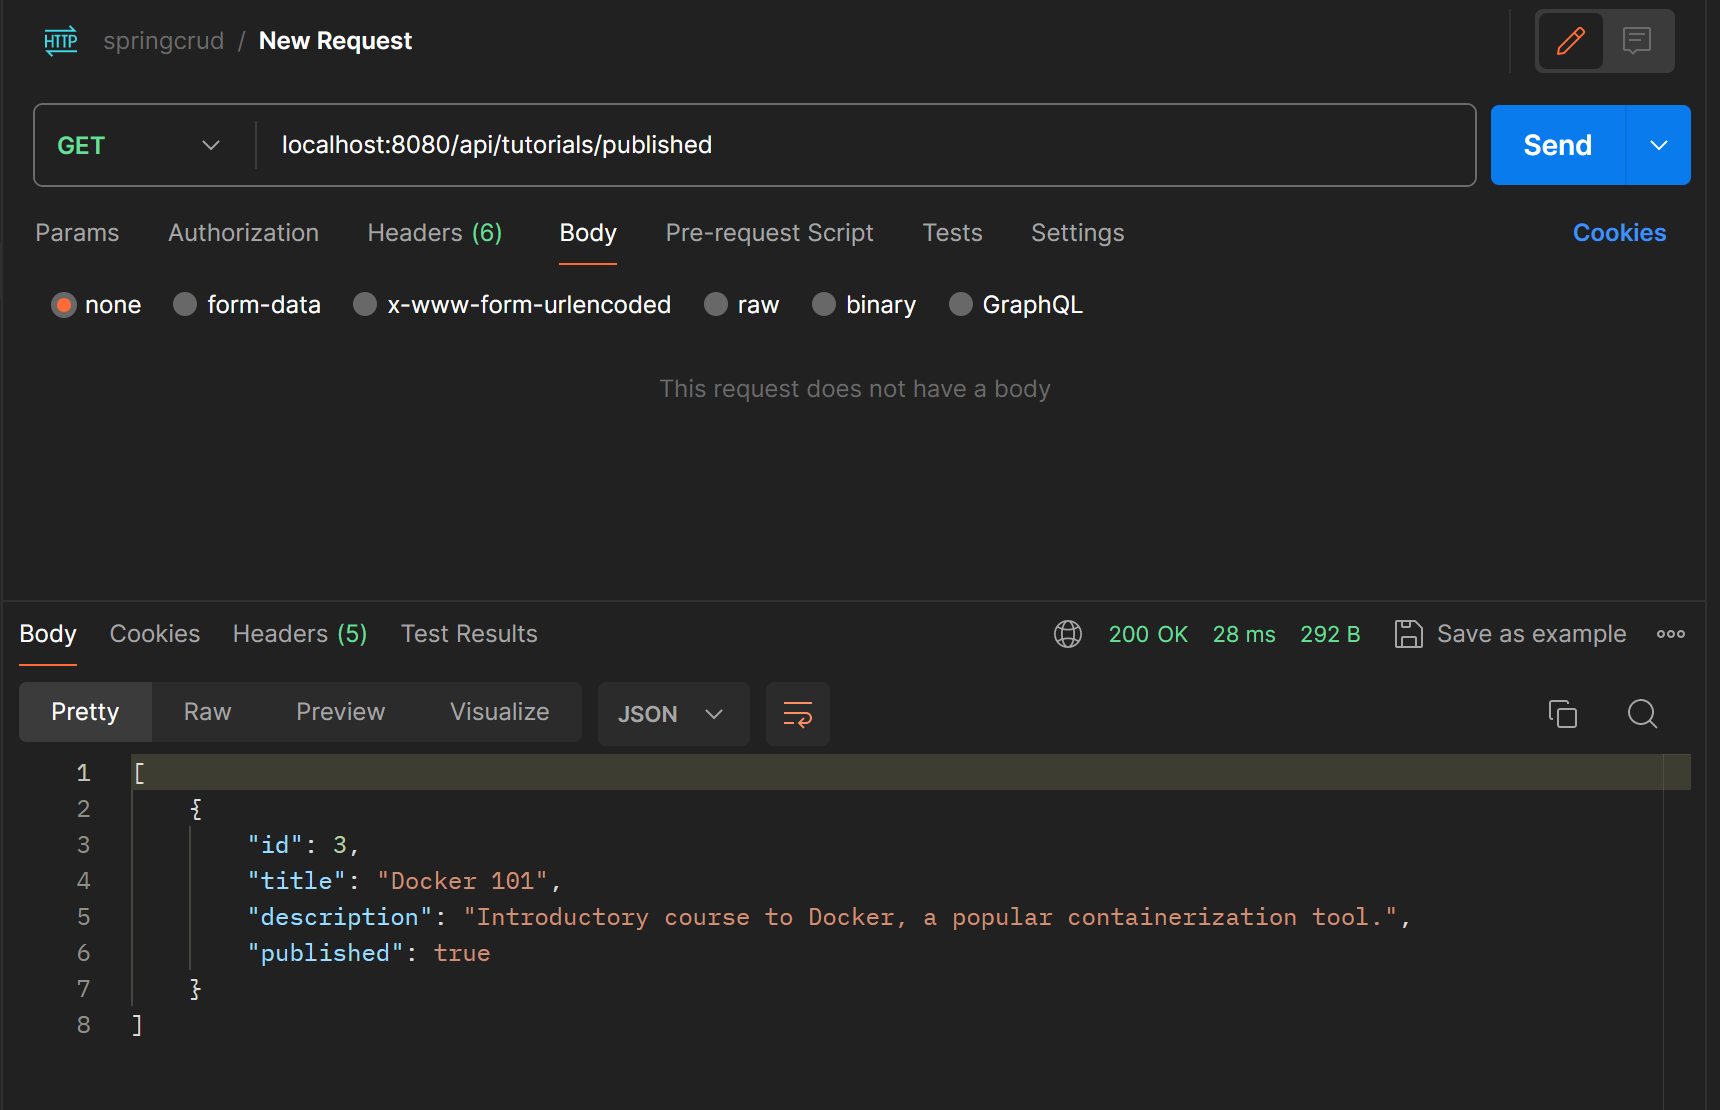 HTTP springcrud / New Request
GET localhost:8080/api/tutorials/published Send
Params Authorization Headers (6) Body Pre-request Script Tests Settings Cookies
none form-data x-www-form-urlencoded raw binary GraphQL
This request does not have a body
Body Cookies Headers (5) Test Results 200 OK 28 ms 292 B Save as example
Pretty Raw Preview Visualize JSON
1 [
2 {
3 "id": 3,
4 "title": "Docker 101",
5 "description": "Introductory course to Docker, a popular containerization tool.",
6 "published": true
7 }
8 ]